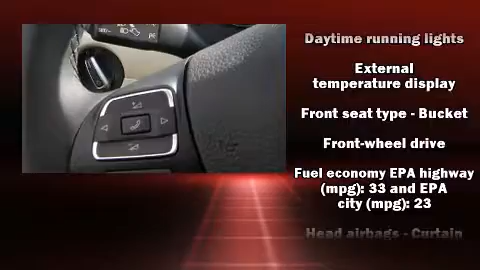 Daytime running lights
External
temperature display
Front seat type - Bucket
Front-wheel drive
Fuel economy EPA highway
(mpg): 33 and EPA
city (mpg): 23
Head airbags - Curtain